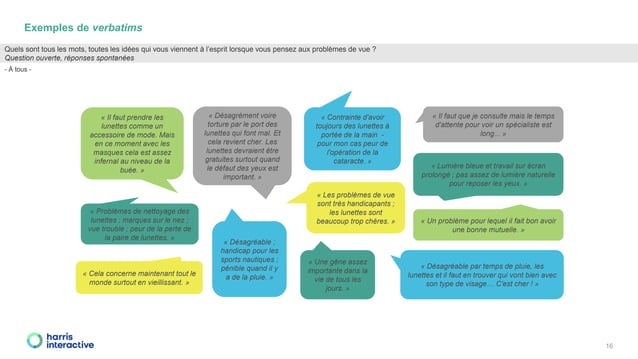 Exemples de verbatims
Quels sont tous les mots, toutes les idées qui vous viennent à l'esprit lorsque vous pensez aux problèmes de vue ?
Question ouverte, réponses spontanées
- À tous -
« Il faut prendre les
lunettes comme un
accessoire de mode. Mais
en ce moment avec les
masques cela est assez
infernal au niveau de la
buée. »
« Désagrément voire
torture par le port des
lunettes qui font mal. Et
cela revient cher. Les
lunettes devraient être
gratuites surtout quand
le défaut des yeux est
important. »
« Contrainte d'avoir
toujours des lunettes à
portée de la main -
pour mon cas peur de
l'opération de la
cataracte. »
« Il faut que je consulte mais le temps
d'attente pour voir un spécialiste est
long... »
« Lumière bleue et travail sur écran
prolongé ; pas assez de lumière naturelle
pour reposer les yeux. »
« Les problèmes de vue
sont très handicapants ;
les lunettes sont
beaucoup trop chères. »
« Problèmes de nettoyage des
lunettes ; marques sur le nez ;
vue trouble ; peur de la perte de
la paire de lunettes. »
« Désagréable ;
handicap pour les
sports nautiques ;
pénible quand il y
a de la pluie. »
« Un problème pour lequel il fait bon avoir
une bonne mutuelle. »
« Cela concerne maintenant tout le
monde surtout en vieillissant. »
« Une gêne assez
importante dans la
vie de tous les
jours. »
« Désagréable par temps de pluie, les
lunettes et il faut en trouver qui vont bien avec
son type de visage… C'est cher ! »
harris
interactive
16